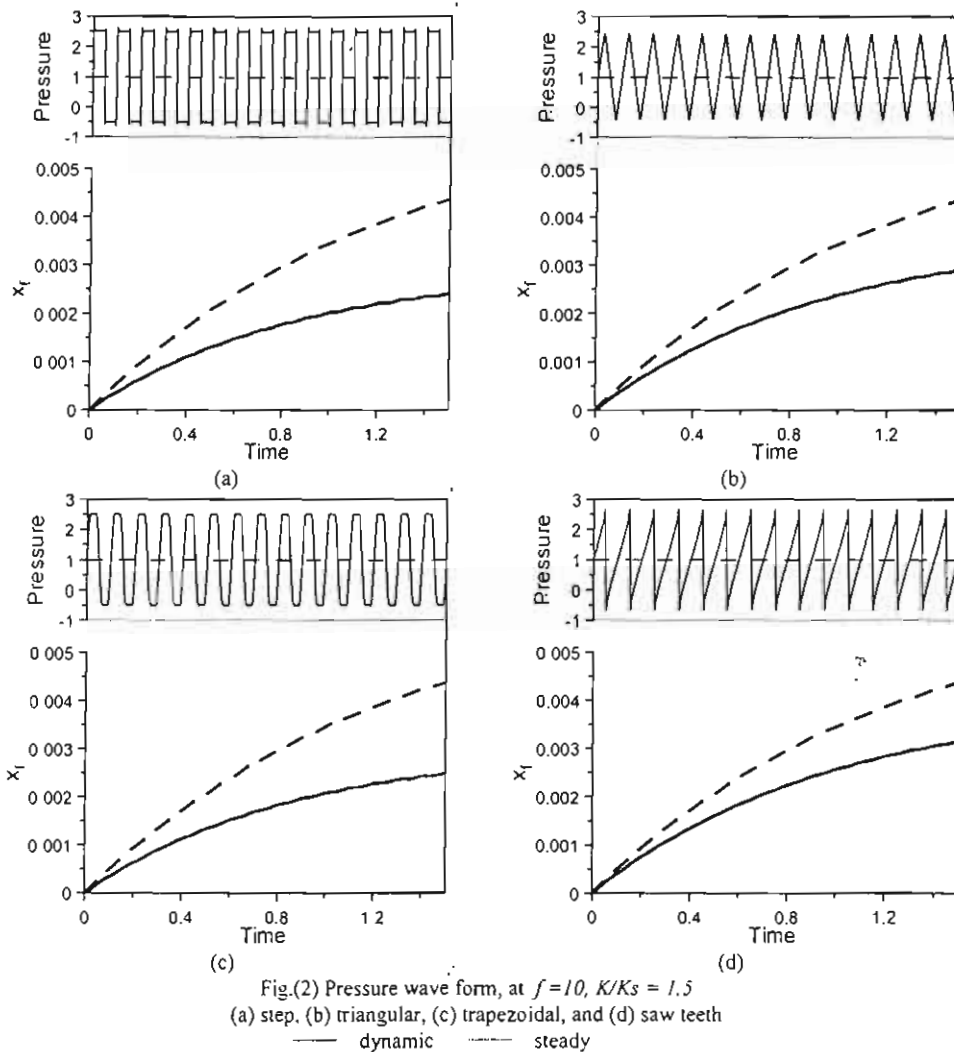 3
2
1
0
-1
Pressure
0.005
0.004
0.003
0 002
0 001
0
x_f
0 0.4 0.8 1.2
Time
(a)
3
2
1
0
-1
Pressure
0.005
0.004
0.003
0.002
0.001
0
x_f
0 0.4 0.8 1.2
Time
(b)
3
2
1
0
-1
Pressure
0 005
0 004
0 003
0 002
0 001
0
x_f
0 0.4 0.8 1.2
Time
(c)
3
2
1
0
-1
Pressure
0 005
0.004
0.003
0.002
0 001
0
x_f
0 0.4 0.8 1.2
Time
(d)
Fig.(2) Pressure wave form, at f=10, K/Ks = 1.5
(a) step, (b) triangular, (c) trapezoidal, and (d) saw teeth
dynamic steady